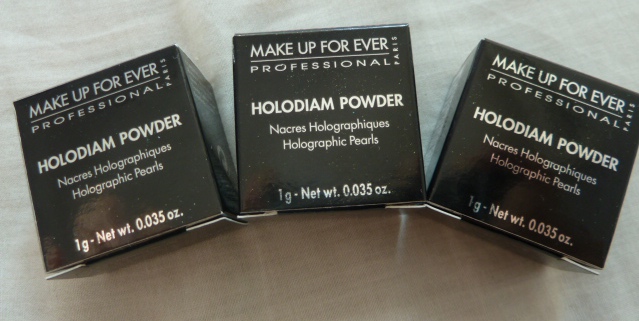 MAKE UP FOR EVER
PROFESSIONAL PARIS
HOLODIAM POWDER
Nacres Holographiques
Holographic Pearls
1g - Net wt. 0.035 oz.
MAKE UP FOR EVER
PROFESSIONAL PARIS
HOLODIAM POWDER
Nacres Holographiques
Holographic Pearls
1g - Net wt. 0.035 oz.
MAKE UP FOR EVER
PROFESSIONAL PARIS
HOLODIAM POWDER
Nacres Holographiques
Holographic Pearls
1g - Net wt. 0.035 oz.